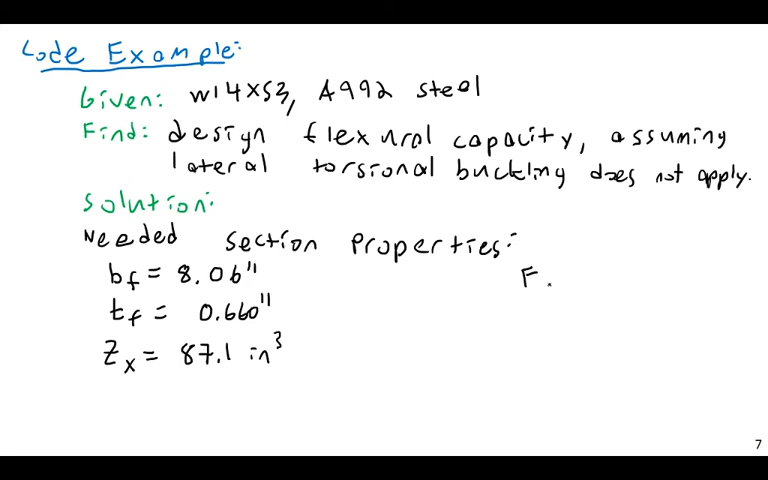 Code Example:
Given: W14X53, A992 steel
Find: design flexural capacity, assuming
lateral torsional buckling does not apply.
Solution:
Needed Section Properties:
bf = 8.06"
F.
tf = 0.660"
Zx = 87.1 in³
7